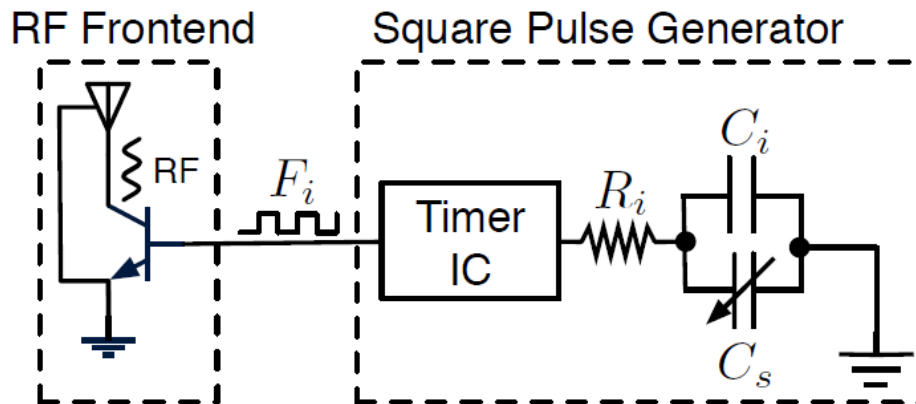 RF Frontend
Square Pulse Generator
RF
F_i
Timer
IC
R_i
C_i
C_s